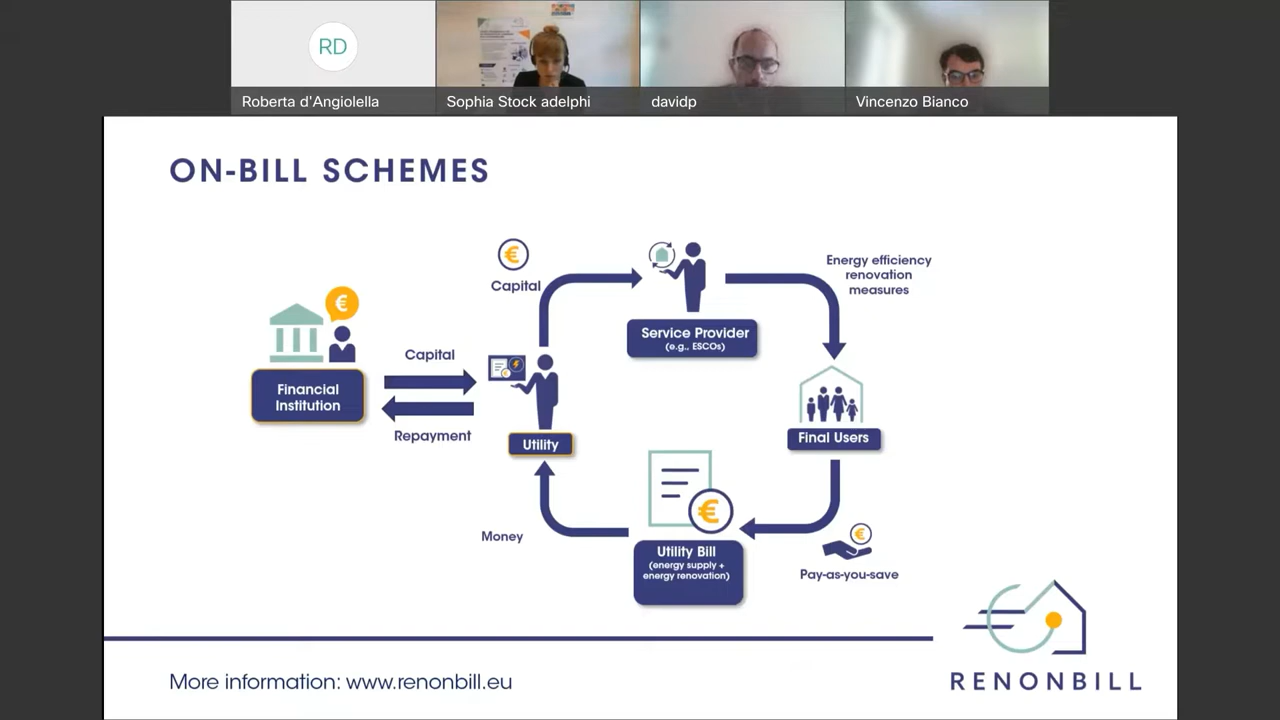 RD
Roberta d'Angiolella
Sophia Stock adelphi
davidp
Vincenzo Bianco
ON-BILL SCHEMES
€
Capital
Service Provider
(e.g., ESCOs)
Energy efficiency
renovation
measures
€
Financial
Institution
Capital
Repayment
Utility
Final Users
Money
€
Utility Bill
(energy supply +
energy renovation)
€
Pay-as-you-save
More information: www.renonbill.eu
RENONBILL